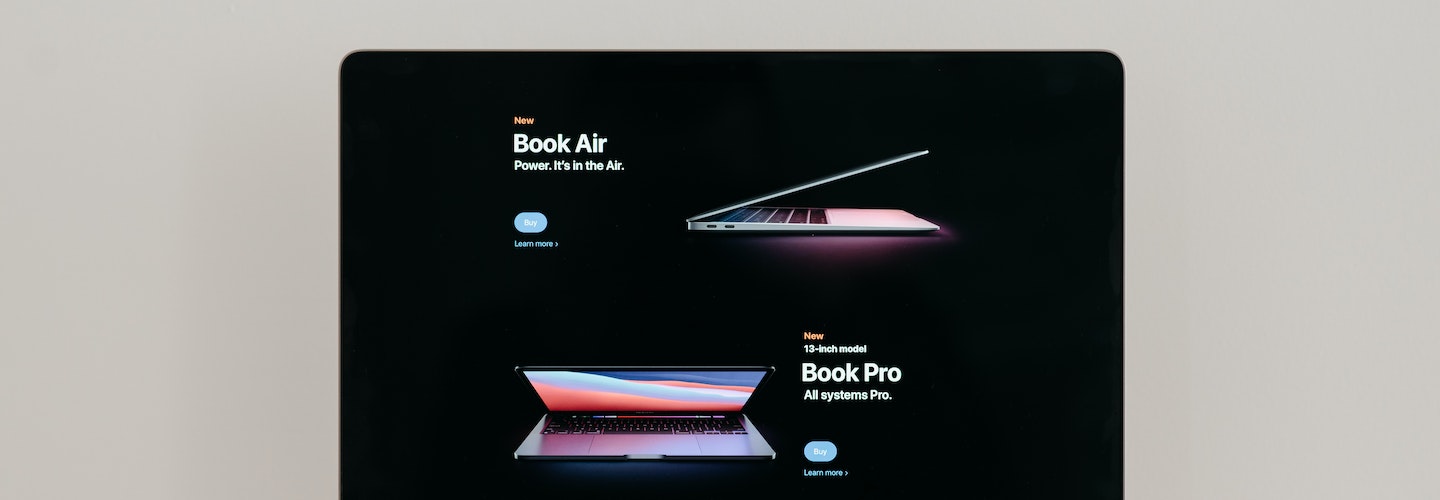 New
Book Air
Power. It's in the Air.
Buy
Learn more >
New
13-inch model
Book Pro
All systems Pro.
Buy
Learn more >